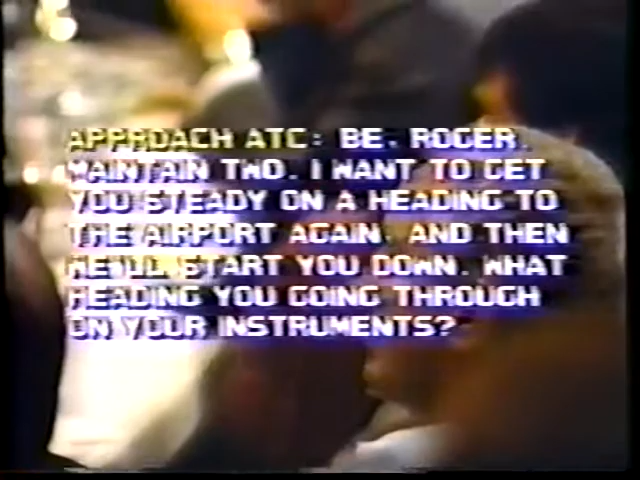 APPROACH ATC: BE. ROGER.
MAINTAIN TWO. I WANT TO GET
YOU STEADY ON A HEADING TO
THE AIRPORT AGAIN. AND THEN
WE'LL START YOU DOWN. WHAT
HEADING YOU GOING THROUGH
ON YOUR INSTRUMENTS?